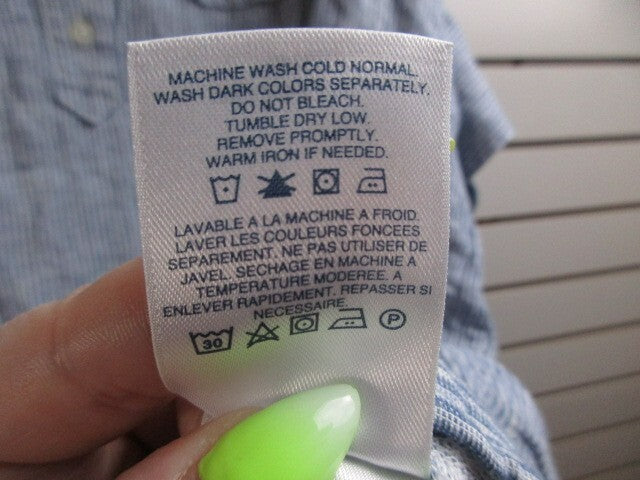 MACHINE WASH COLD NORMAL.
WASH DARK COLORS SEPARATELY.
DO NOT BLEACH.
TUMBLE DRY LOW.
REMOVE PROMPTLY.
WARM IRON IF NEEDED.
LAVABLE A LA MACHINE A FROID.
LAVER LES COULEURS FONCEES
SEPAREMENT. NE PAS UTILISER DE
JAVEL. SECHAGE EN MACHINE A
TEMPERATURE MODEREE. A
ENLEVER RAPIDEMENT. REPASSER SI
NECESSAIRE.
30 P